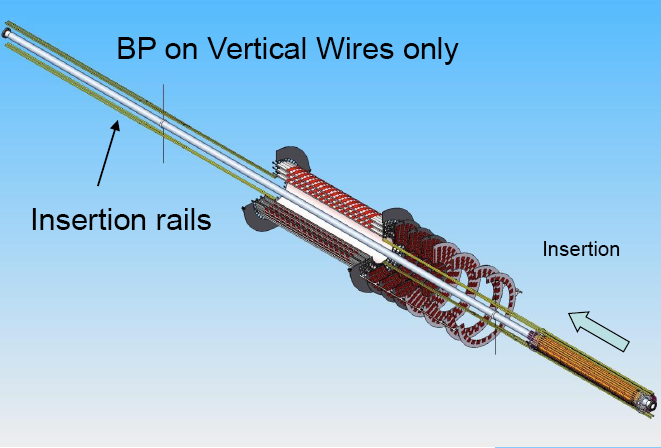 BP on Vertical Wires only
Insertion rails
Insertion